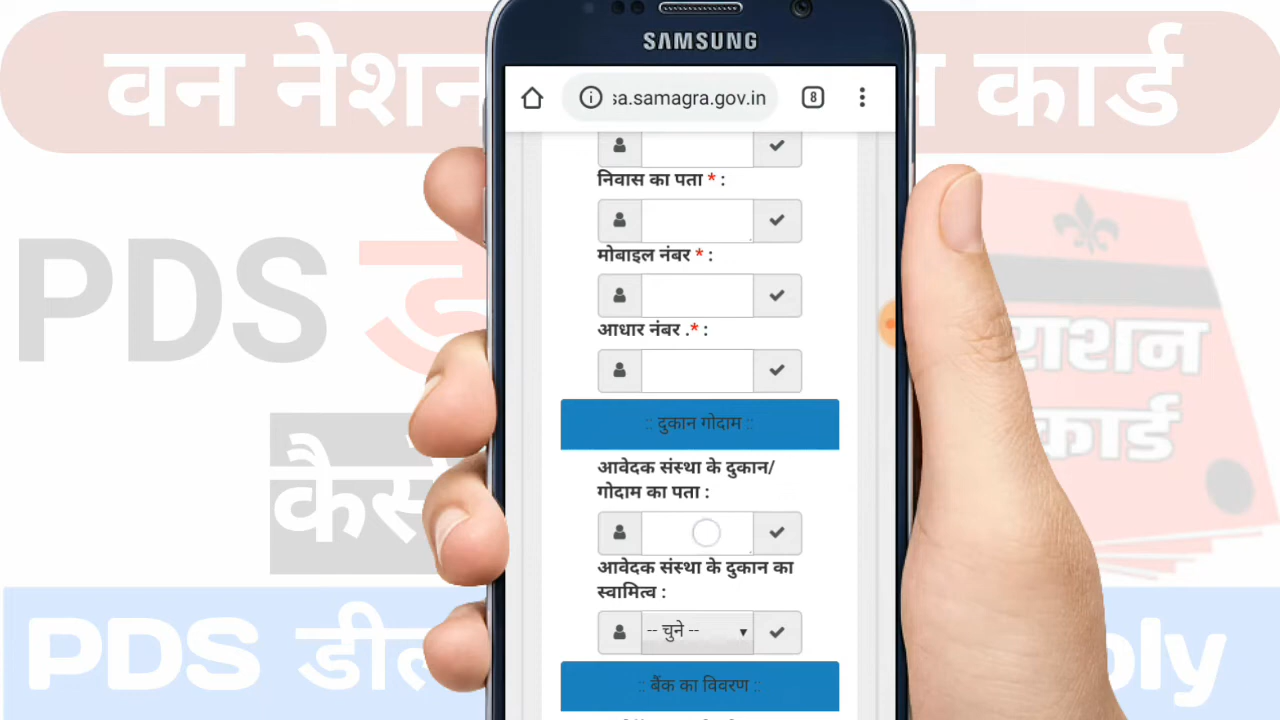 वन नेशन
कार्ड
SAMSUNG
sa.samagra.gov.in
8
निवास का पता * :
PDS
मोबाइल नंबर * :
आधार नंबर .* :
राशन
कार्ड
:: दुकान गोदाम ::
आवेदक संस्था के दुकान/
गोदाम का पता :
आवेदक संस्था के दुकान का
स्वामित्व :
-- चुने --
PDS
:: बैंक का विवरण ::